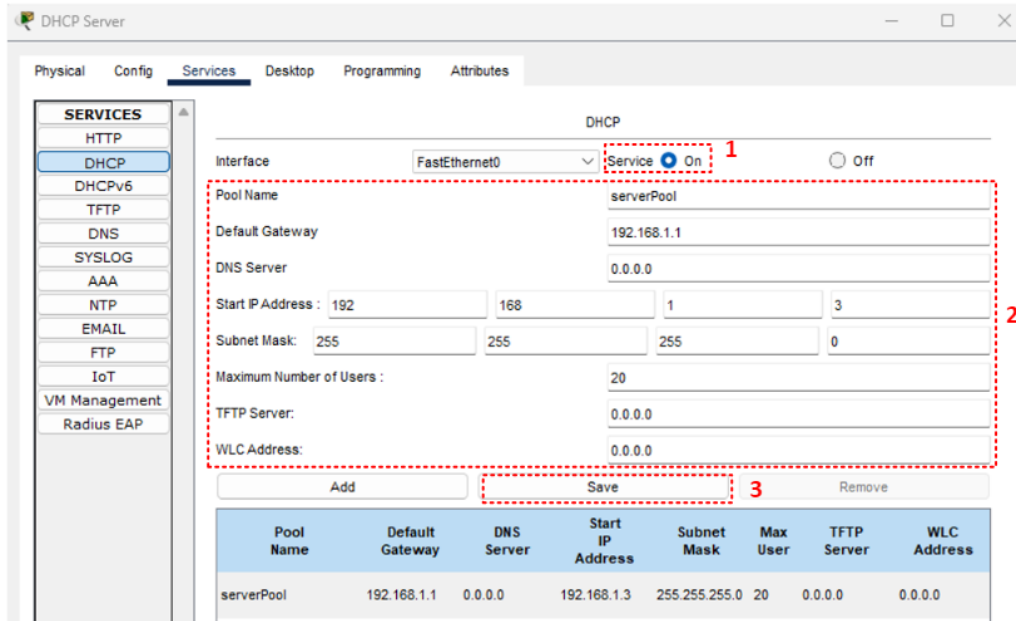 DHCP Server
Physical Config Services Desktop Programming Attributes
SERVICES
HTTP
DHCP
DHCPv6
TFTP
DNS
SYSLOG
AAA
NTP
EMAIL
FTP
IoT
VM Management
Radius EAP
DHCP
Interface FastEthernet0 Service On 1 Off
Pool Name serverPool
Default Gateway 192.168.1.1
DNS Server 0.0.0.0
Start IP Address : 192 168 1 3
2
Subnet Mask: 255 255 255 0
Maximum Number of Users : 20
TFTP Server: 0.0.0.0
WLC Address: 0.0.0.0
Add Save 3 Remove
Pool Name Default Gateway DNS Server Start IP Address Subnet Mask Max User TFTP Server WLC Address
serverPool 192.168.1.1 0.0.0.0 192.168.1.3 255.255.255.0 20 0.0.0.0 0.0.0.0